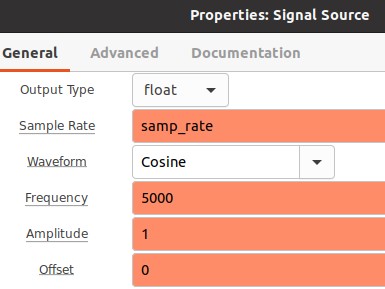 Properties: Signal Source
General Advanced Documentation
Output Type float
Sample Rate samp_rate
Waveform Cosine
Frequency 5000
Amplitude 1
Offset 0